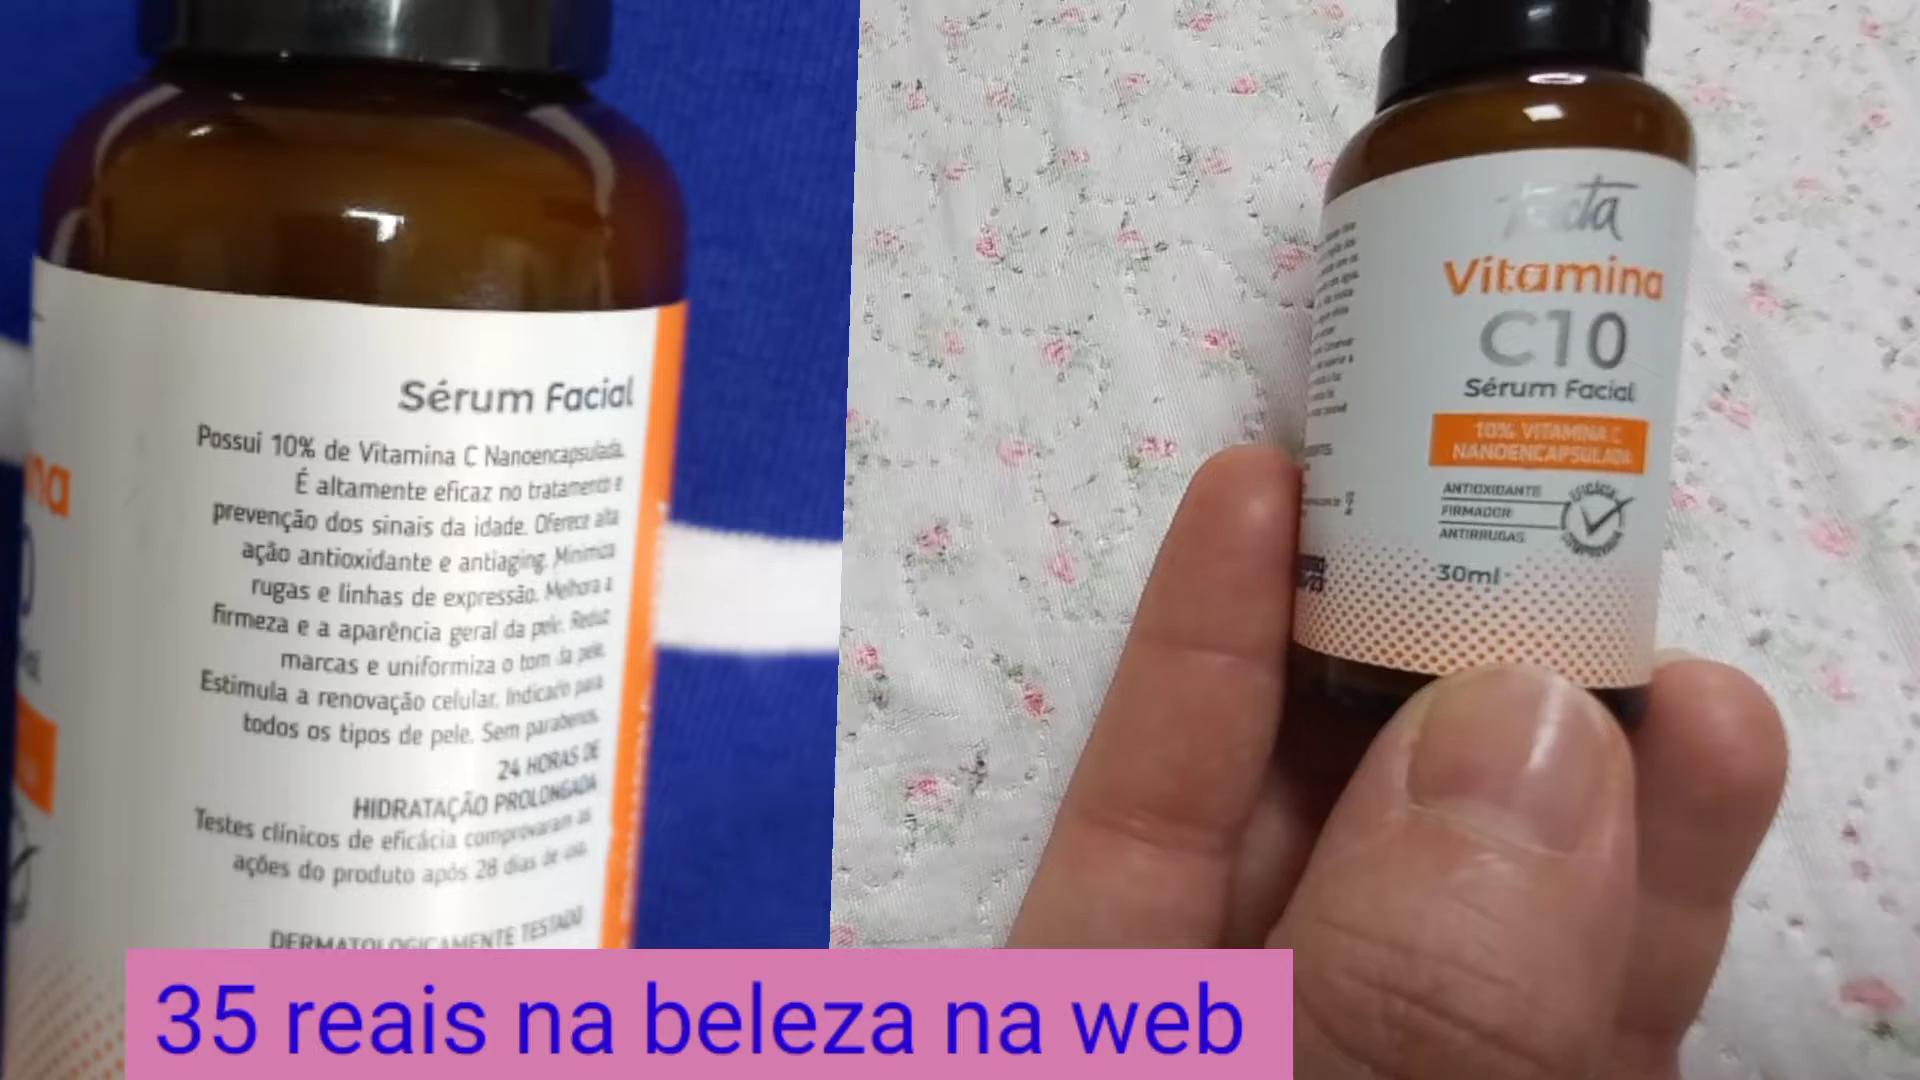 Sérum Facial
Possui 10% de Vitamina C Nanoencapsulada.
É altamente eficaz no tratamento e
prevenção dos sinais da idade. Oferece alta
ação antioxidante e antiaging. Minimiza
rugas e linhas de expressão. Melhora a
firmeza e a aparência geral da pele. Reduz
marcas e uniformiza o tom da pele.
Estimula a renovação celular. Indicado para
todos os tipos de pele. Sem parabenos.
24 HORAS DE
HIDRATAÇÃO PROLONGADA
Testes clínicos de eficácia comprovaram as
ações do produto após 28 dias de uso.
DERMATOLOGICAMENTE TESTADO
Tracta
Vitamina
C10
Sérum Facial
10% VITAMINA C
NANOENCAPSULADA
ANTIOXIDANTE
FIRMADOR
ANTIRRUGAS
EFICÁCIA
COMPROVADA
30ml
35 reais na beleza na web